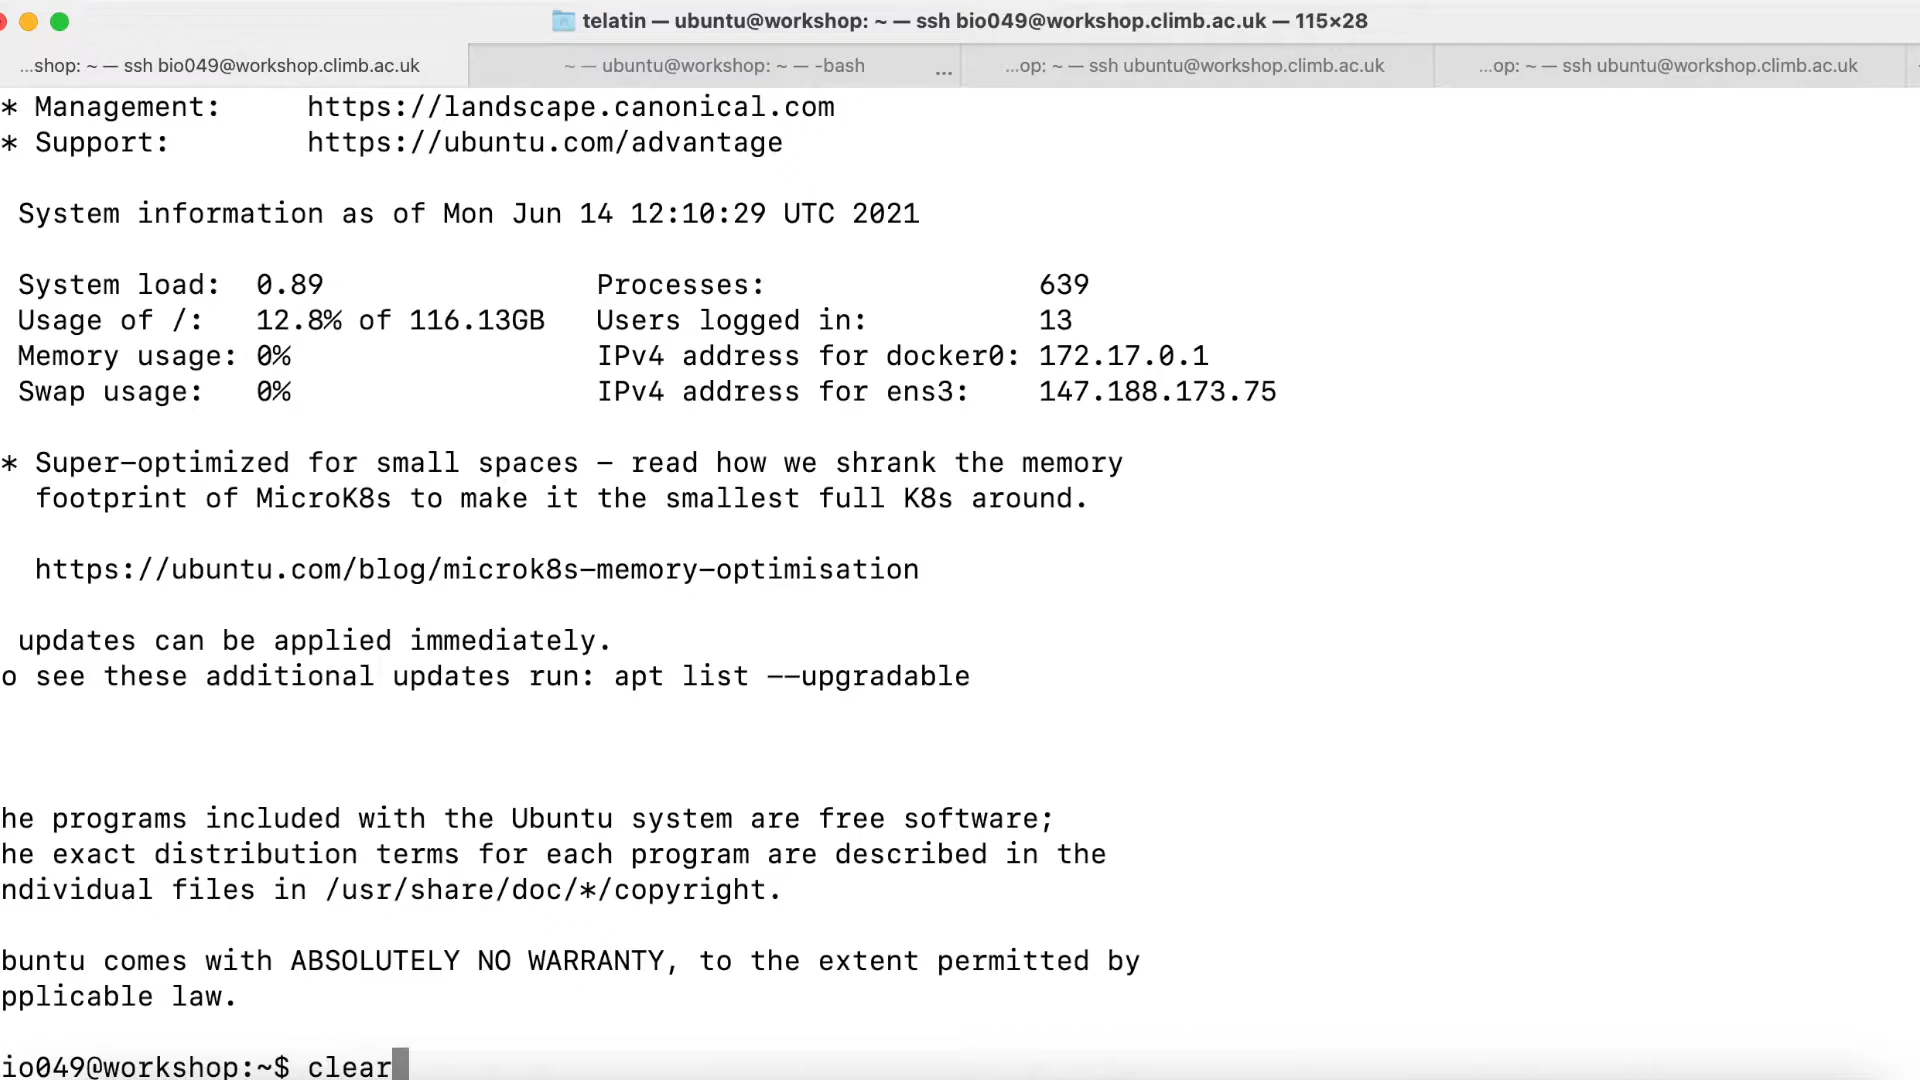 telatin — ubuntu@workshop: ~ — ssh bio049@workshop.climb.ac.uk — 115×28
...shop: ~ — ssh bio049@workshop.climb.ac.uk ~ — ubuntu@workshop: ~ — -bash ... ...op: ~ — ssh ubuntu@workshop.climb.ac.uk ...op: ~ — ssh ubuntu@workshop.climb.ac.uk
* Management: https://landscape.canonical.com
* Support: https://ubuntu.com/advantage
System information as of Mon Jun 14 12:10:29 UTC 2021
System load: 0.89 Processes: 639
Usage of /: 12.8% of 116.13GB Users logged in: 13
Memory usage: 0% IPv4 address for docker0: 172.17.0.1
Swap usage: 0% IPv4 address for ens3: 147.188.173.75
* Super-optimized for small spaces - read how we shrank the memory
footprint of MicroK8s to make it the smallest full K8s around.
https://ubuntu.com/blog/microk8s-memory-optimisation
updates can be applied immediately.
o see these additional updates run: apt list --upgradable
he programs included with the Ubuntu system are free software;
he exact distribution terms for each program are described in the
ndividual files in /usr/share/doc/*/copyright.
buntu comes with ABSOLUTELY NO WARRANTY, to the extent permitted by
pplicable law.
io049@workshop:~$ clear